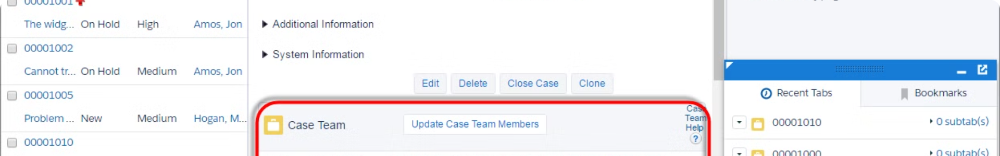 00001001
The widg... On Hold High Amos, Jon
00001002
Cannot tr... On Hold Medium Amos, Jon
00001005
Problem ... New Medium Hogan, M...
00001010
Additional Information
System Information
Edit Delete Close Case Clone
Case Team Update Case Team Members
Case
Team
Help
?
Recent Tabs Bookmarks
00001010 0 subtab(s)
00001000 0 subtab(s)